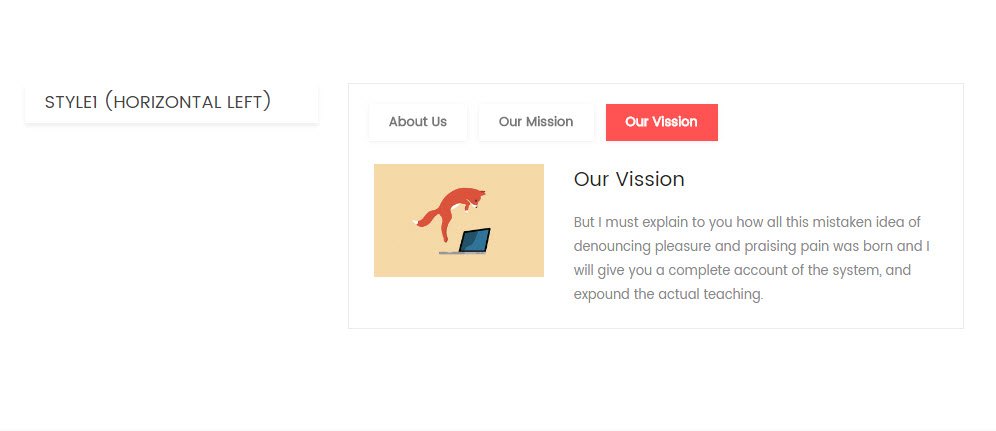 STYLE1 (HORIZONTAL LEFT)
About Us
Our Mission
Our Vission
Our Vission
But I must explain to you how all this mistaken idea of
denouncing pleasure and praising pain was born and I
will give you a complete account of the system, and
expound the actual teaching.